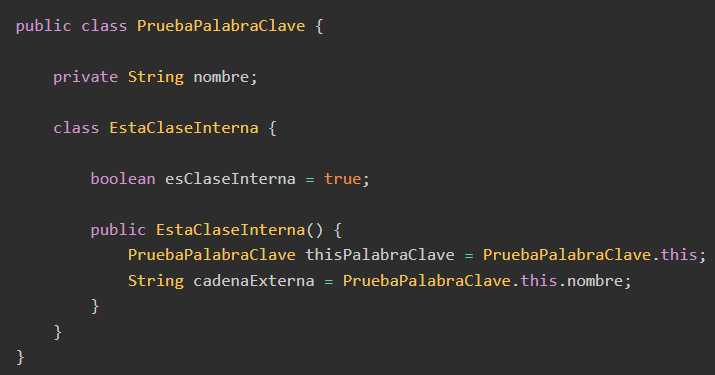 public class PruebaPalabraClave {
private String nombre;
class EstaClaseInterna {
boolean esClaseInterna = true;
public EstaClaseInterna() {
PruebaPalabraClave thisPalabraClave = PruebaPalabraClave.this;
String cadenaExterna = PruebaPalabraClave.this.nombre;
}
}
}